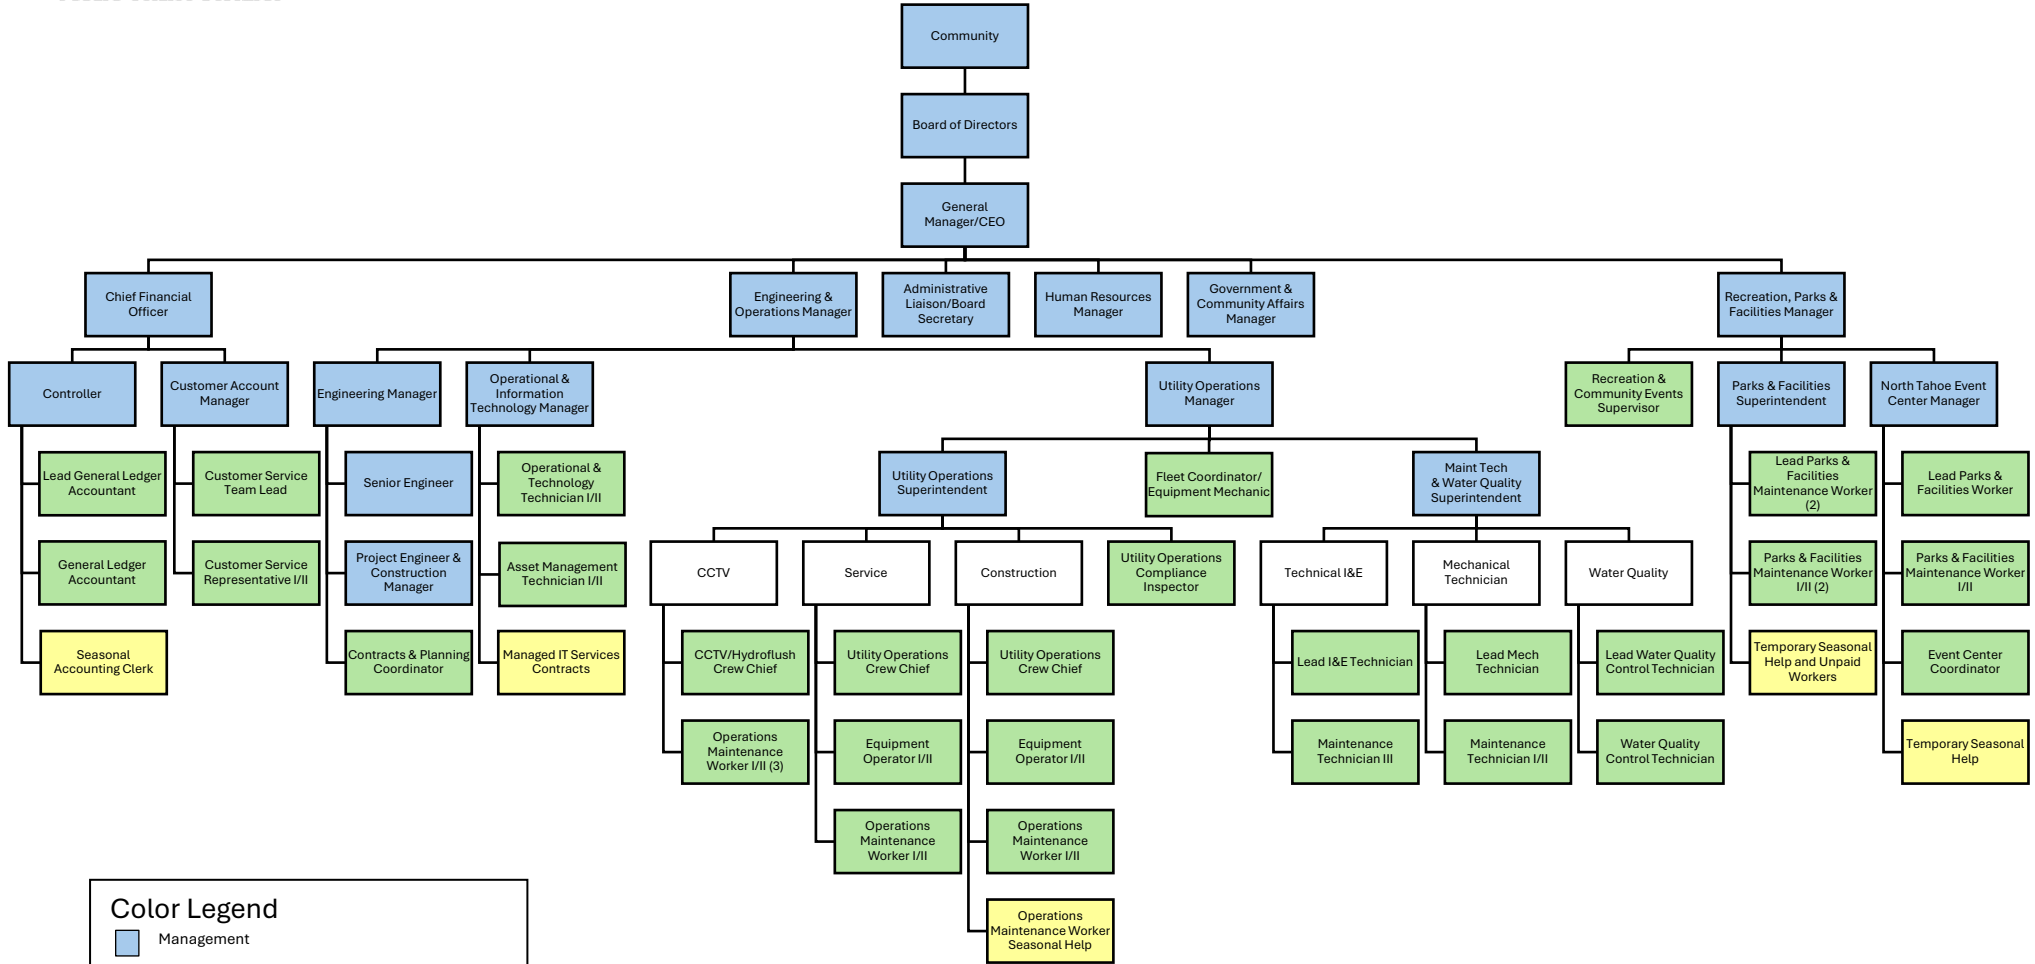 Community
Board of Directors
General
Manager/CEO
Chief Financial
Officer
Engineering &
Operations Manager
Administrative
Liaison/Board
Secretary
Human Resources
Manager
Government &
Community Affairs
Manager
Recreation, Parks &
Facilities Manager
Controller
Customer Account
Manager
Engineering Manager
Operational &
Information
Technology Manager
Utility Operations
Manager
Recreation &
Community Events
Supervisor
Parks & Facilities
Superintendent
North Tahoe Event
Center Manager
Lead General Ledger
Accountant
Customer Service
Team Lead
Senior Engineer
Operational &
Technology
Technician I/II
Utility Operations
Superintendent
Fleet Coordinator/
Equipment Mechanic
Maint Tech
& Water Quality
Superintendent
Lead Parks &
Facilities
Maintenance Worker
(2)
Lead Parks &
Facilities Worker
General Ledger
Accountant
Customer Service
Representative I/II
Project Engineer &
Construction
Manager
Asset Management
Technician I/II
CCTV
Service
Construction
Utility Operations
Compliance
Inspector
Technical I&E
Mechanical
Technician
Water Quality
Parks & Facilities
Maintenance Worker
I/II (2)
Parks & Facilities
Maintenance Worker
I/II
Seasonal
Accounting Clerk
Contracts & Planning
Coordinator
Managed IT Services
Contracts
CCTV/Hydroflush
Crew Chief
Utility Operations
Crew Chief
Utility Operations
Crew Chief
Lead I&E Technician
Lead Mech
Technician
Lead Water Quality
Control Technician
Temporary Seasonal
Help and Unpaid
Workers
Event Center
Coordinator
Operations
Maintenance
Worker I/II (3)
Equipment
Operator I/II
Equipment
Operator I/II
Maintenance
Technician III
Maintenance
Technician I/II
Water Quality
Control Technician
Temporary Seasonal
Help
Operations
Maintenance
Worker I/II
Operations
Maintenance
Worker I/II
Operations
Maintenance Worker
Seasonal Help
Color Legend
Management